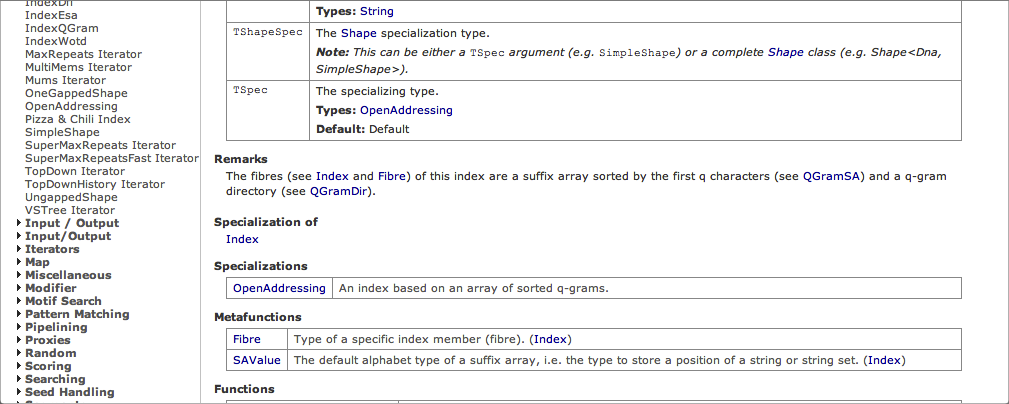 IndexDfi
IndexEsa
IndexQGram
IndexWotd
MaxRepeats Iterator
MultiMems Iterator
Mums Iterator
OneGappedShape
OpenAddressing
Pizza & Chili Index
SimpleShape
SuperMaxRepeats Iterator
SuperMaxRepeatsFast Iterator
TopDown Iterator
TopDownHistory Iterator
UngappedShape
VSTree Iterator
Input / Output
Input/Output
Iterators
Map
Miscellaneous
Modifier
Motif Search
Pattern Matching
Pipelining
Proxies
Random
Scoring
Searching
Seed Handling
Types: String
TShapeSpec The Shape specialization type.
Note: This can be either a TSpec argument (e.g. SimpleShape) or a complete Shape class (e.g. Shape<Dna,
SimpleShape>).
TSpec The specializing type.
Types: OpenAddressing
Default: Default
Remarks
The fibres (see Index and Fibre) of this index are a suffix array sorted by the first q characters (see QGramSA) and a q-gram
directory (see QGramDir).
Specialization of
Index
Specializations
OpenAddressing An index based on an array of sorted q-grams.
Metafunctions
Fibre Type of a specific index member (fibre). (Index)
SAValue The default alphabet type of a suffix array, i.e. the type to store a position of a string or string set. (Index)
Functions